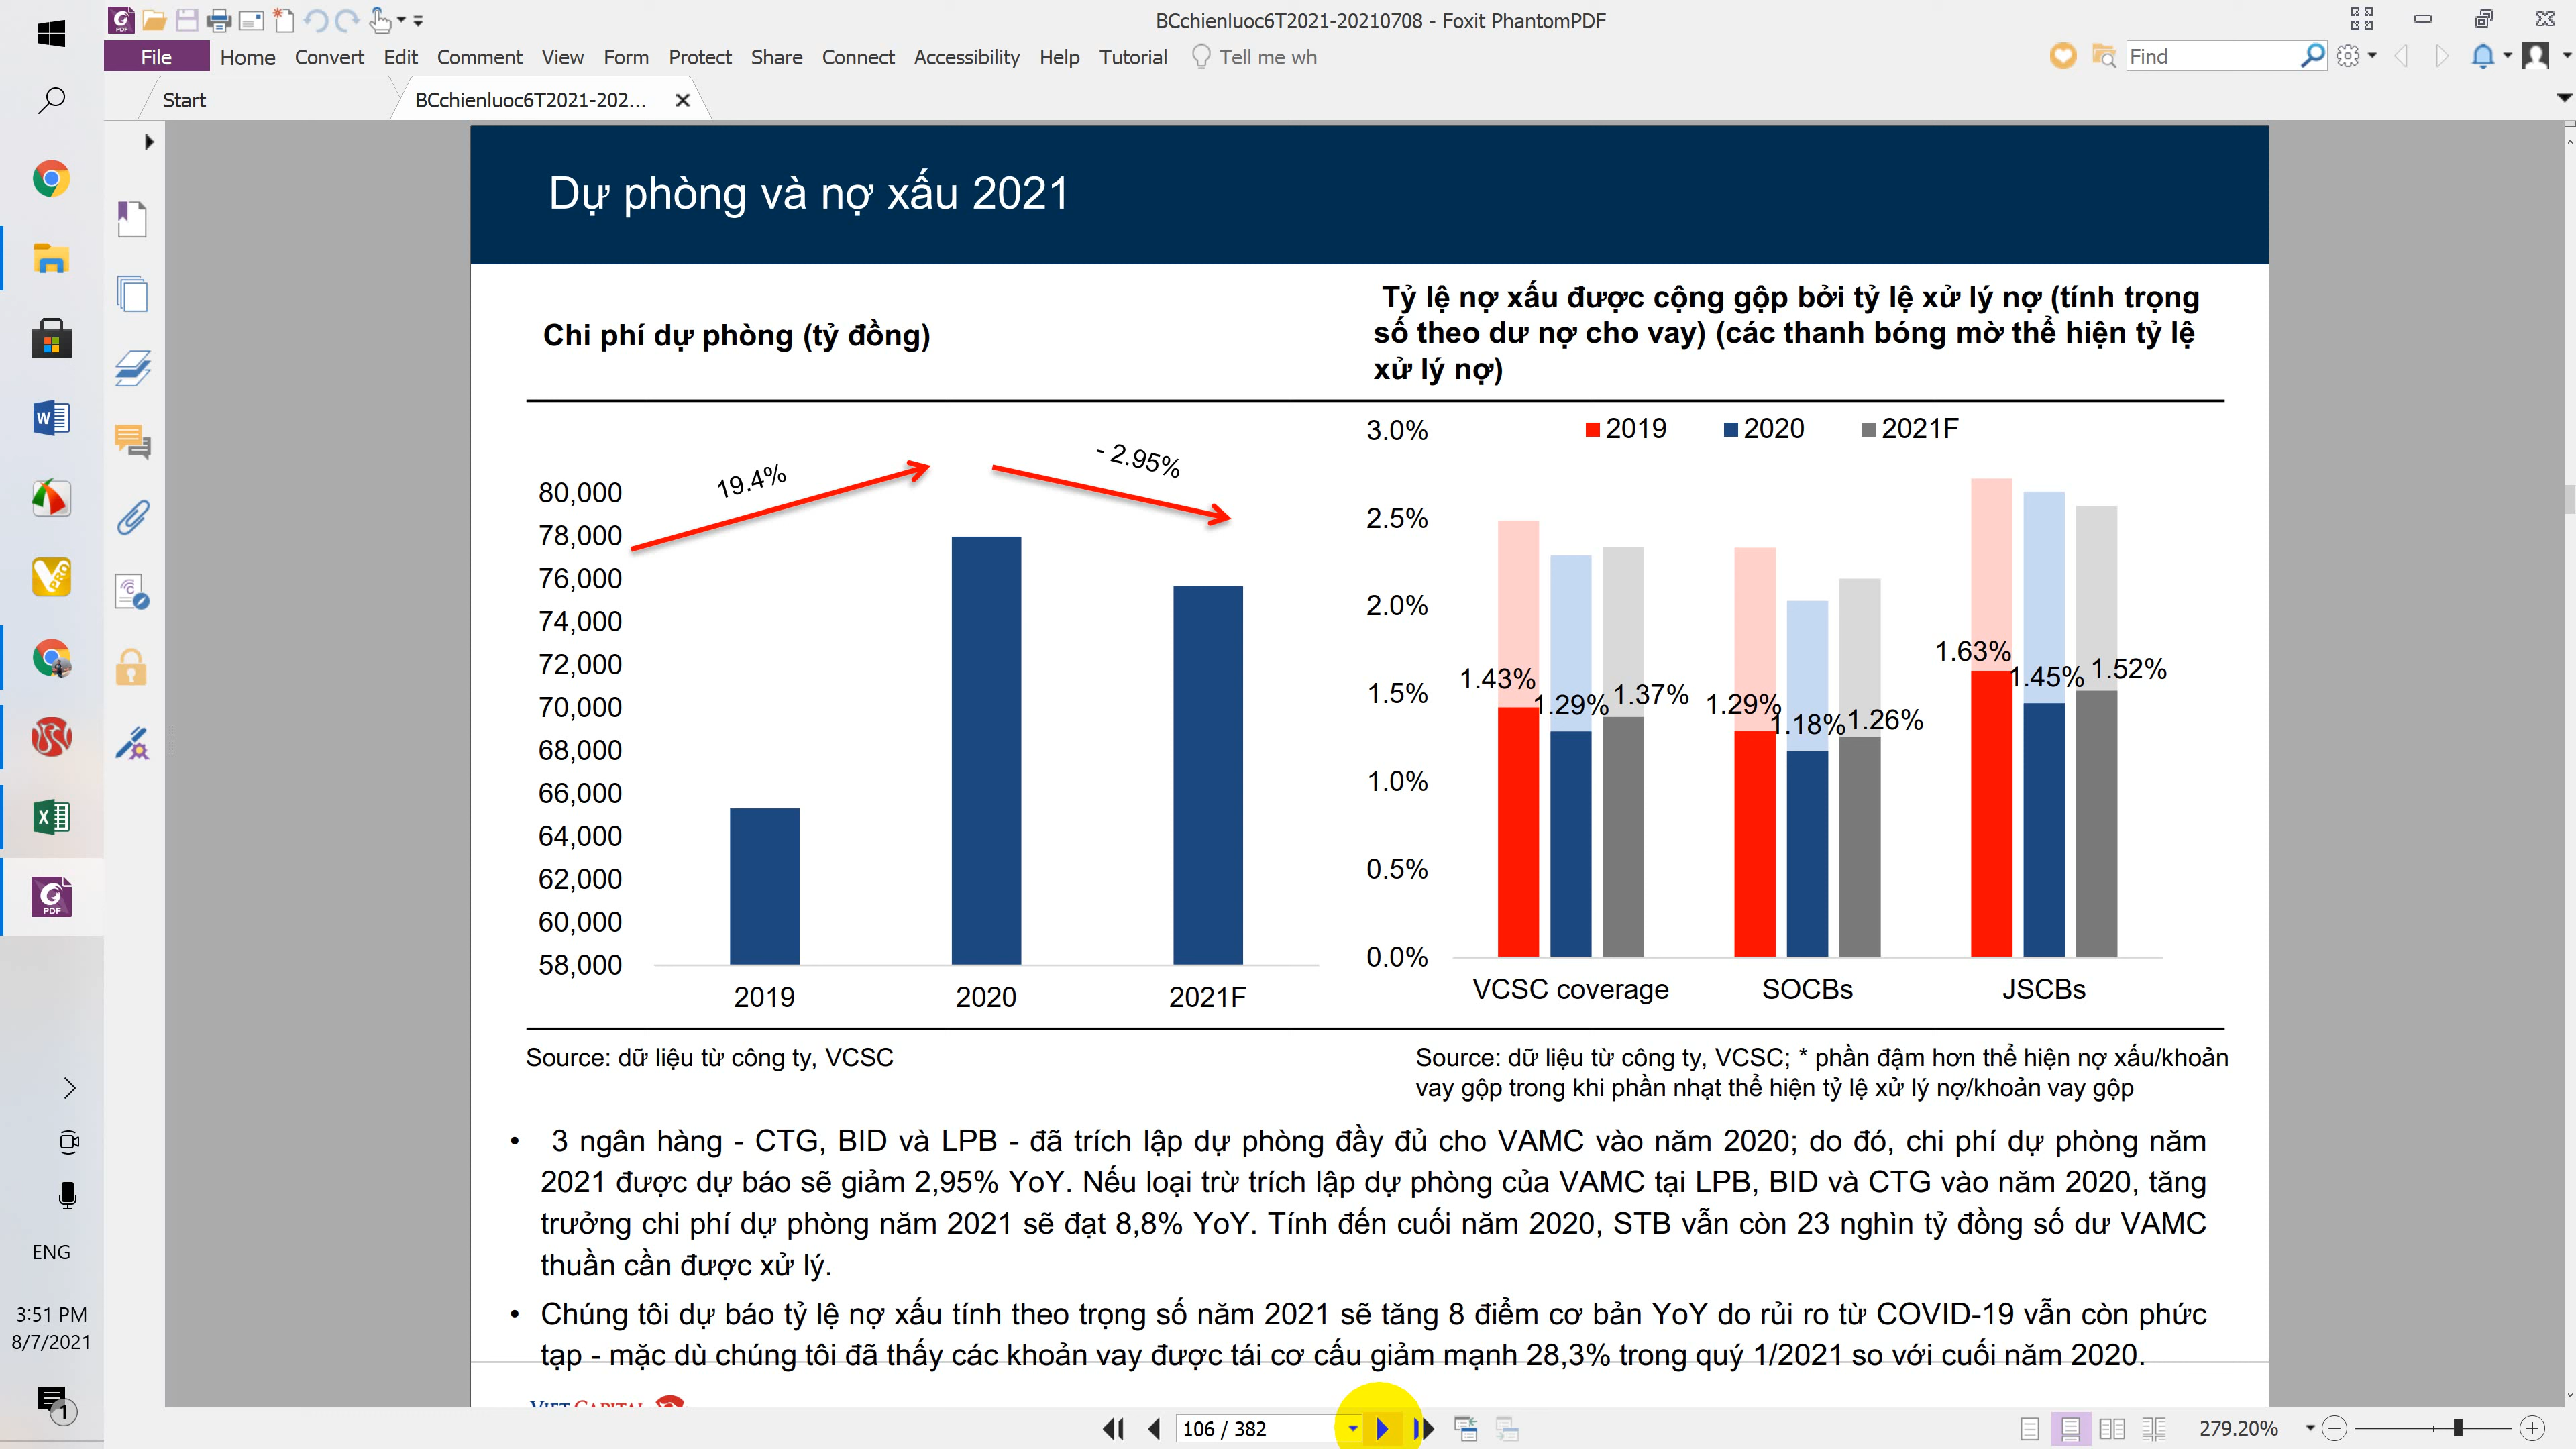 BCchienluoc6T2021-20210708 - Foxit PhantomPDF
File Home Convert Edit Comment View Form Protect Share Connect Accessibility Help Tutorial Tell me wh Find
Start BCchienluoc6T2021-202...
Dự phòng và nợ xấu 2021
Chi phí dự phòng (tỷ đồng)
80,000
78,000
76,000
74,000
72,000
70,000
68,000
66,000
64,000
62,000
60,000
58,000
19.4%
- 2.95%
2019 2020 2021F
Source: dữ liệu từ công ty, VCSC
Tỷ lệ nợ xấu được cộng gộp bởi tỷ lệ xử lý nợ (tính trọng
số theo dư nợ cho vay) (các thanh bóng mờ thể hiện tỷ lệ
xử lý nợ)
2019 2020 2021F
3.0%
2.5%
2.0%
1.5%
1.0%
0.5%
0.0%
1.43% 1.29% 1.37% 1.29% 1.18% 1.26% 1.63% 1.45% 1.52%
VCSC coverage SOCBs JSCBs
Source: dữ liệu từ công ty, VCSC; * phần đậm hơn thể hiện nợ xấu/khoản
vay gộp trong khi phần nhạt thể hiện tỷ lệ xử lý nợ/khoản vay gộp
• 3 ngân hàng - CTG, BID và LPB - đã trích lập dự phòng đầy đủ cho VAMC vào năm 2020; do đó, chi phí dự phòng năm
2021 được dự báo sẽ giảm 2,95% YoY. Nếu loại trừ trích lập dự phòng của VAMC tại LPB, BID và CTG vào năm 2020, tăng
trưởng chi phí dự phòng năm 2021 sẽ đạt 8,8% YoY. Tính đến cuối năm 2020, STB vẫn còn 23 nghìn tỷ đồng số dư VAMC
thuần cần được xử lý.
• Chúng tôi dự báo tỷ lệ nợ xấu tính theo trọng số năm 2021 sẽ tăng 8 điểm cơ bản YoY do rủi ro từ COVID-19 vẫn còn phức
tạp - mặc dù chúng tôi đã thấy các khoản vay được tái cơ cấu giảm mạnh 28,3% trong quý 1/2021 so với cuối năm 2020.
VIET CAPITAL
106 / 382
279.20%
ENG
3:51 PM
8/7/2021
1